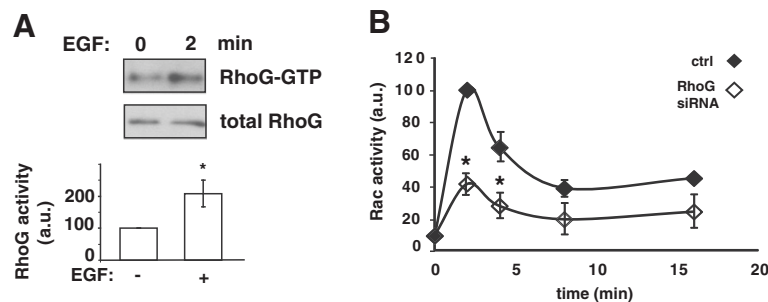 A
EGF: 0 2 min
RhoG-GTP
total RhoG
RhoG activity
(a.u.)
200
100
0
*
EGF: - +
B
ctrl
RhoG
siRNA
Rac activity (a.u.)
120
100
80
60
40
20
0
*
*
0 5 10 15 20
time (min)